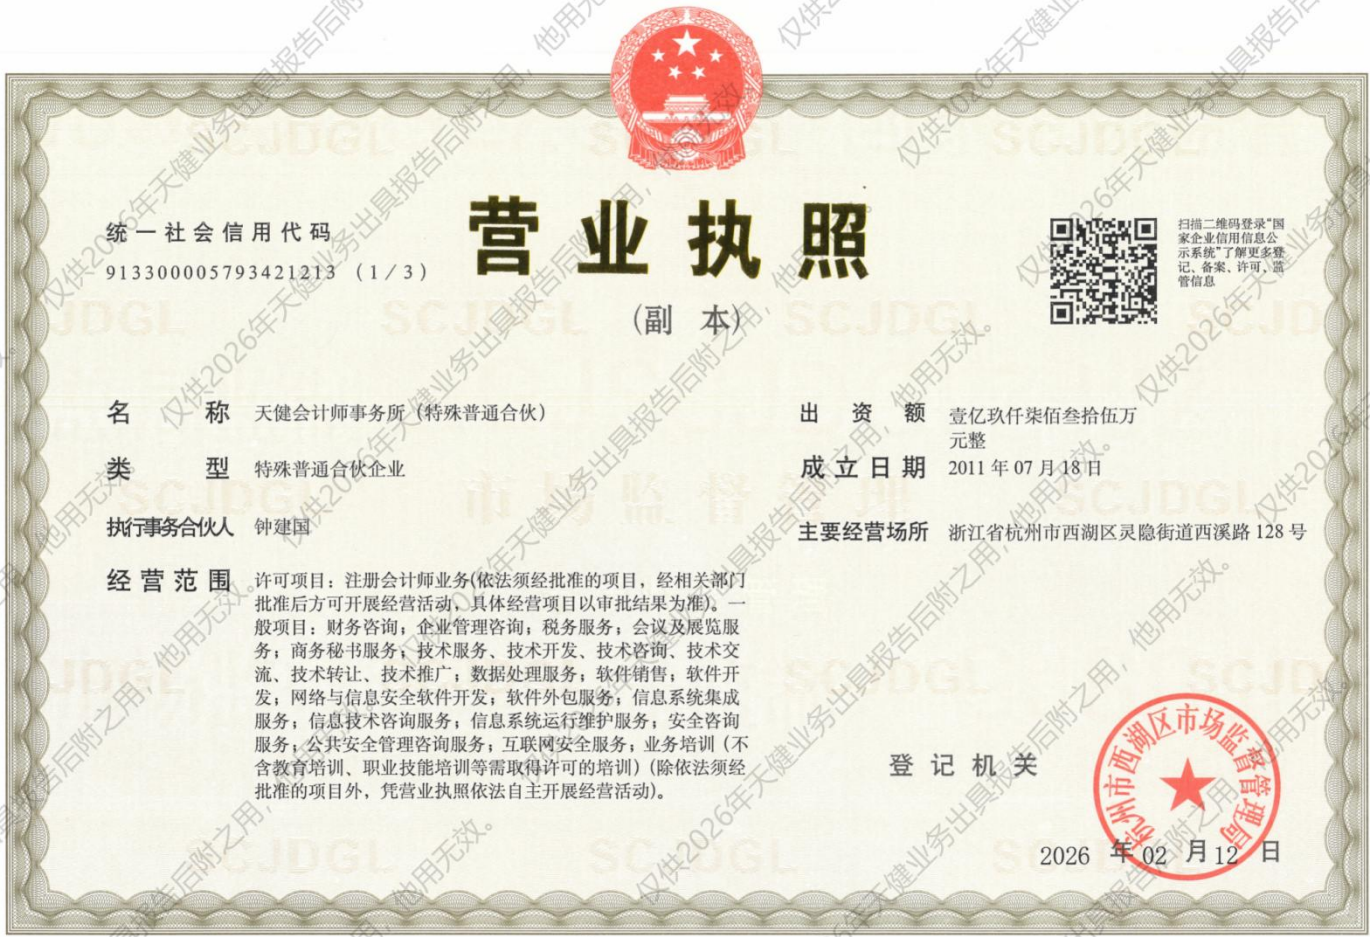 营业执照
(副 本)
统一社会信用代码
913300005793421213 (1/3)
扫描二维码登录“国
家企业信用信息公
示系统”了解更多登
记、备案、许可、监
管信息
名 称 天健会计师事务所（特殊普通合伙）
类 型 特殊普通合伙企业
执行事务合伙人 钟建国
经营范围 许可项目：注册会计师业务(依法须经批准的项目，经相关部门
批准后方可开展经营活动，具体经营项目以审批结果为准)。一
般项目：财务咨询；企业管理咨询；税务服务；会议及展览服
务；商务秘书服务；技术服务、技术开发、技术咨询、技术交
流、技术转让、技术推广；数据处理服务；软件销售；软件开
发；网络与信息安全软件开发；软件外包服务；信息系统集成
服务；信息技术咨询服务；信息系统运行维护服务；安全咨询
服务；公共安全管理咨询服务；互联网安全服务；业务培训（不
含教育培训、职业技能培训等需取得许可的培训）(除依法须经
批准的项目外，凭营业执照依法自主开展经营活动)。
出资额 壹亿玖仟柒佰叁拾伍万
元整
成立日期 2011年07月18日
主要经营场所 浙江省杭州市西湖区灵隐街道西溪路128号
登记机关
杭州市西湖区市场监督管理局
2026 年 02 月 12 日
仅供2026年天健业务出具报告后附之用，他用无效。
SCJDGL
市场监督管理